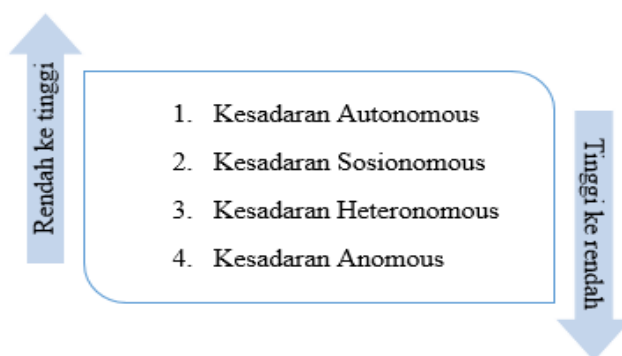 Rendah ke tinggi
1. Kesadaran Autonomous
2. Kesadaran Sosionomous
3. Kesadaran Heteronomous
4. Kesadaran Anomous
Tinggi ke rendah